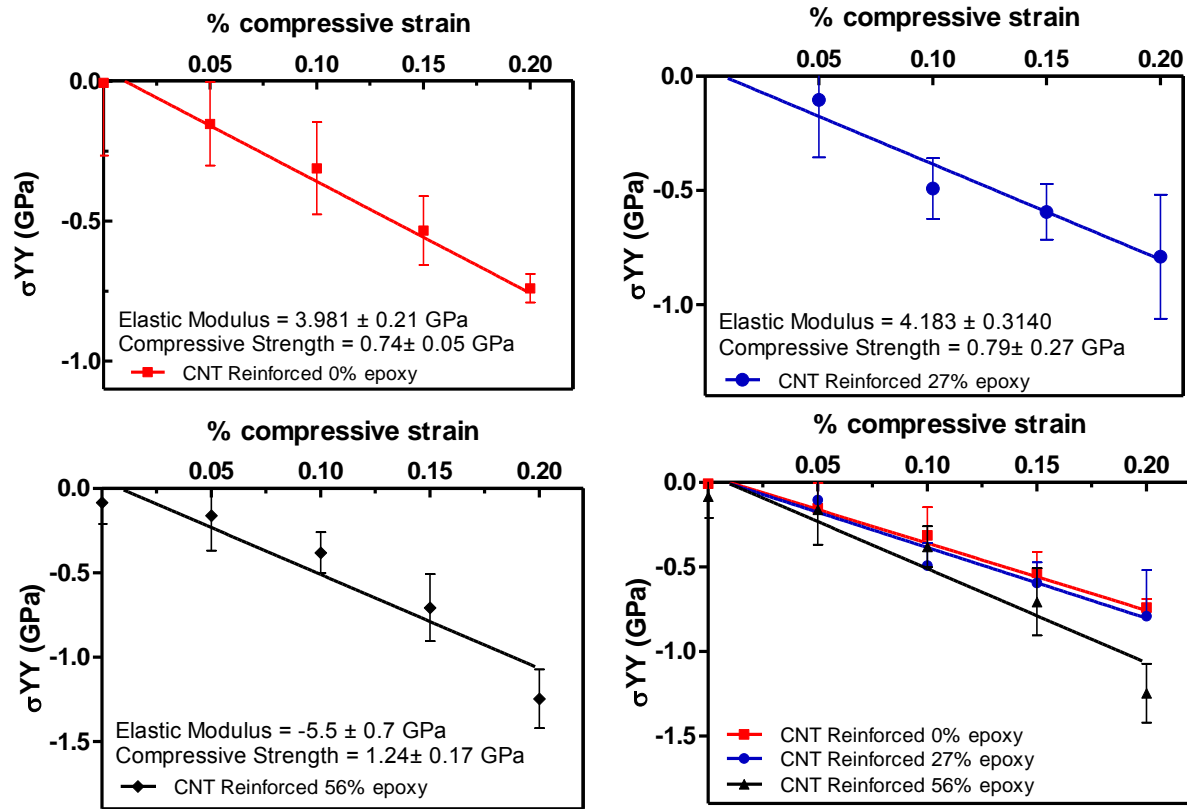 % compressive strain
0.05 0.10 0.15 0.20
0.0
-0.5
-1.0
σYY (GPa)
Elastic Modulus = 3.981 ± 0.21 GPa
Compressive Strength = 0.74± 0.05 GPa
CNT Reinforced 0% epoxy
% compressive strain
0.05 0.10 0.15 0.20
0.0
-0.5
-1.0
σYY (GPa)
Elastic Modulus = 4.183 ± 0.3140
Compressive Strength = 0.79± 0.27 GPa
CNT Reinforced 27% epoxy
% compressive strain
0.05 0.10 0.15 0.20
0.0
-0.5
-1.0
-1.5
σYY (GPa)
Elastic Modulus = -5.5 ± 0.7 GPa
Compressive Strength = 1.24± 0.17 GPa
CNT Reinforced 56% epoxy
% compressive strain
0.05 0.10 0.15 0.20
0.0
-0.5
-1.0
-1.5
σYY (GPa)
CNT Reinforced 0% epoxy
CNT Reinforced 27% epoxy
CNT Reinforced 56% epoxy